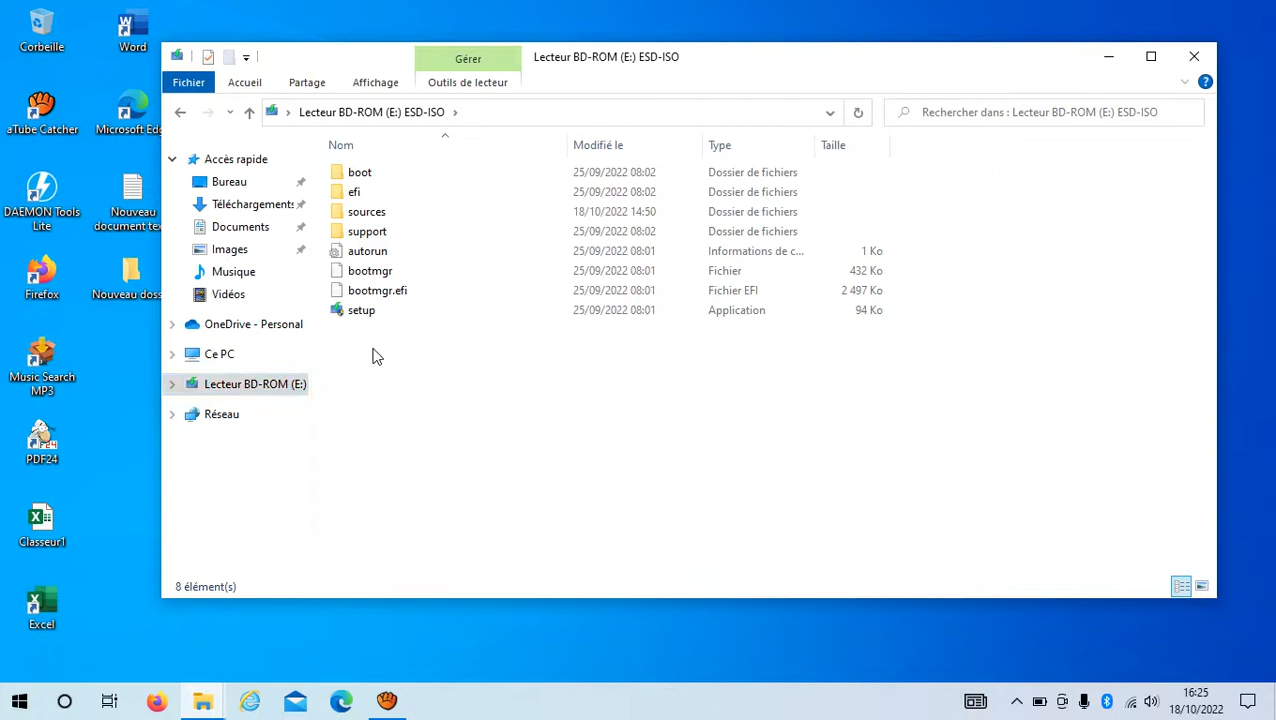 Corbeille
Word
aTube Catcher
Microsoft Edg
DAEMON Tools
Lite
Nouveau
document tex
Firefox
Nouveau doss
Music Search
MP3
PDF24
Classeur1
Excel
Gérer
Lecteur BD-ROM (E:) ESD-ISO
Fichier
Accueil
Partage
Affichage
Outils de lecteur
Lecteur BD-ROM (E:) ESD-ISO
Rechercher dans : Lecteur BD-ROM (E:) ESD-ISO
Accès rapide
Bureau
Téléchargements
Documents
Images
Musique
Vidéos
OneDrive - Personal
Ce PC
Lecteur BD-ROM (E:)
Réseau
Nom Modifié le Type Taille
boot 25/09/2022 08:02 Dossier de fichiers
efi 25/09/2022 08:02 Dossier de fichiers
sources 18/10/2022 14:50 Dossier de fichiers
support 25/09/2022 08:02 Dossier de fichiers
autorun 25/09/2022 08:01 Informations de c... 1 Ko
bootmgr 25/09/2022 08:01 Fichier 432 Ko
bootmgr.efi 25/09/2022 08:01 Fichier EFI 2 497 Ko
setup 25/09/2022 08:01 Application 94 Ko
8 élément(s)
16:25
18/10/2022